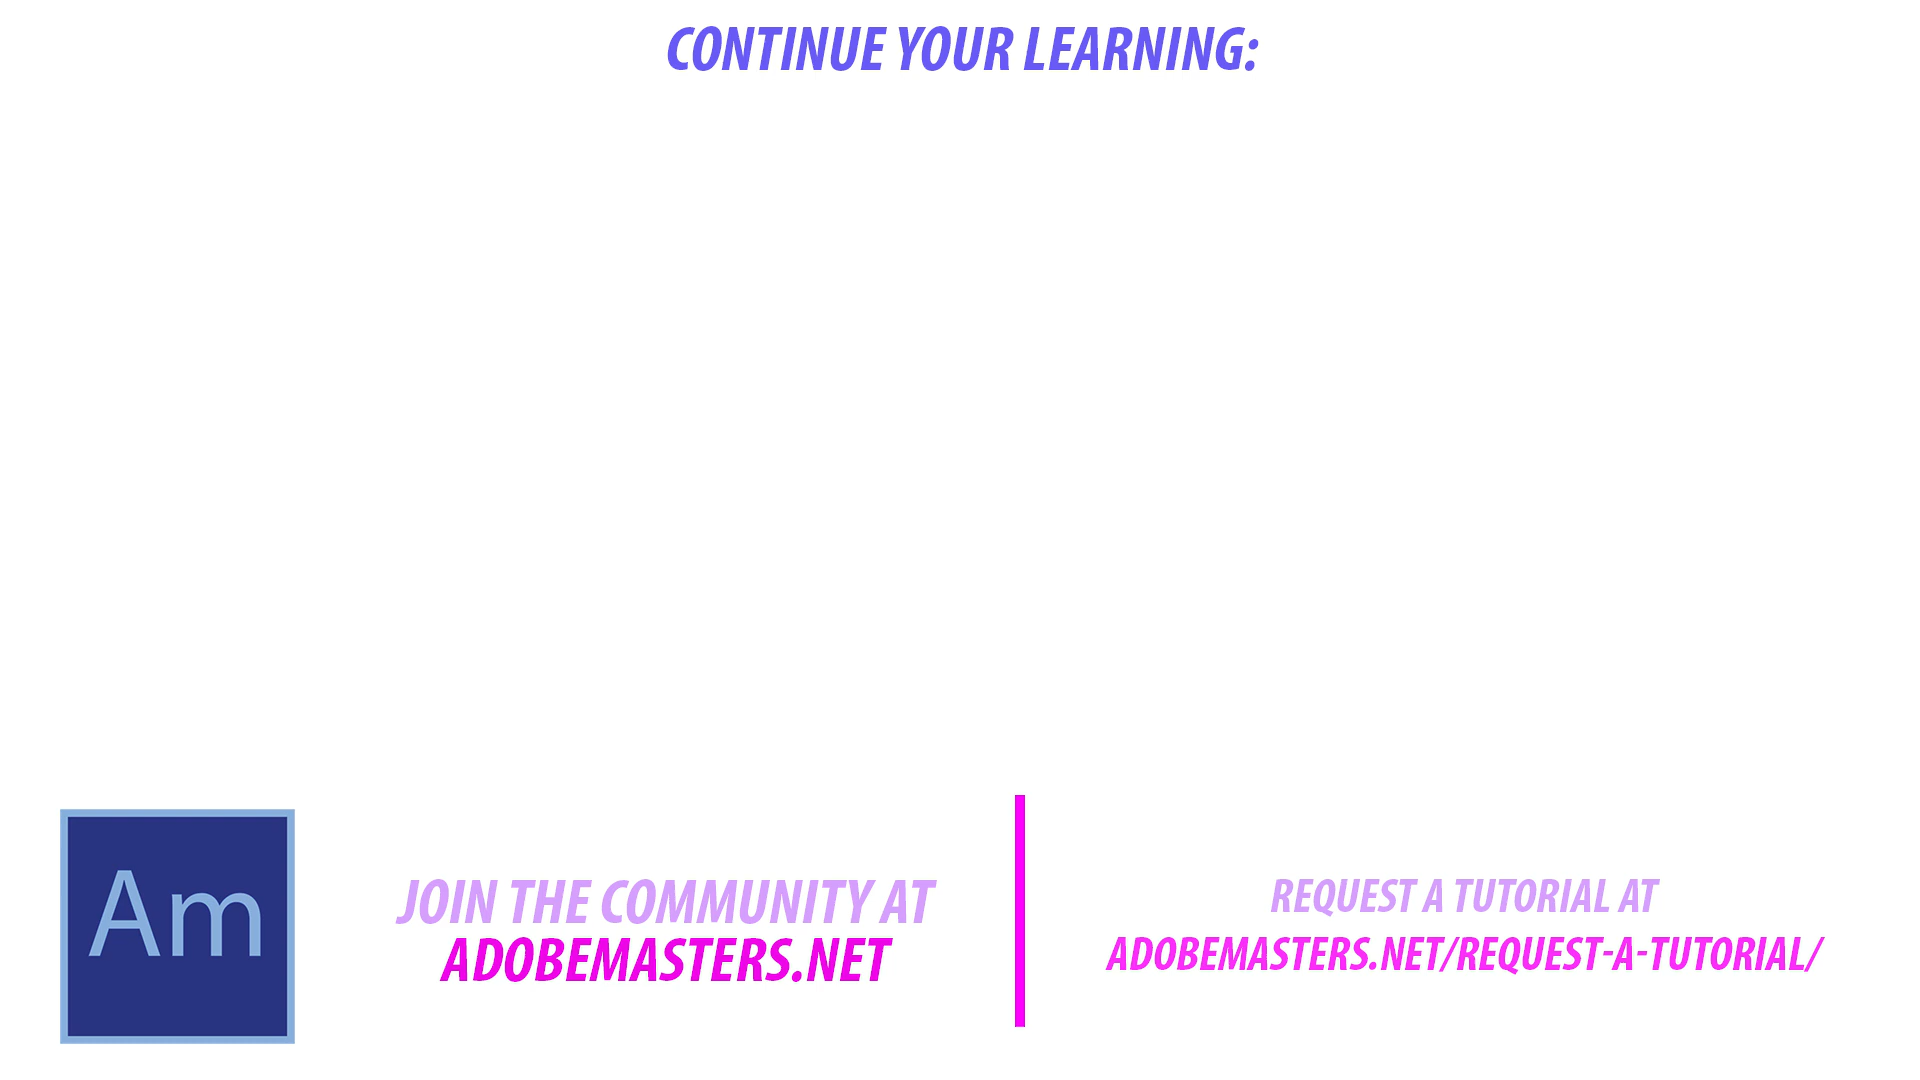 CONTINUE YOUR LEARNING:
Am
JOIN THE COMMUNITY AT
ADOBEMASTERS.NET
REQUEST A TUTORIAL AT
ADOBEMASTERS.NET/REQUEST-A-TUTORIAL/